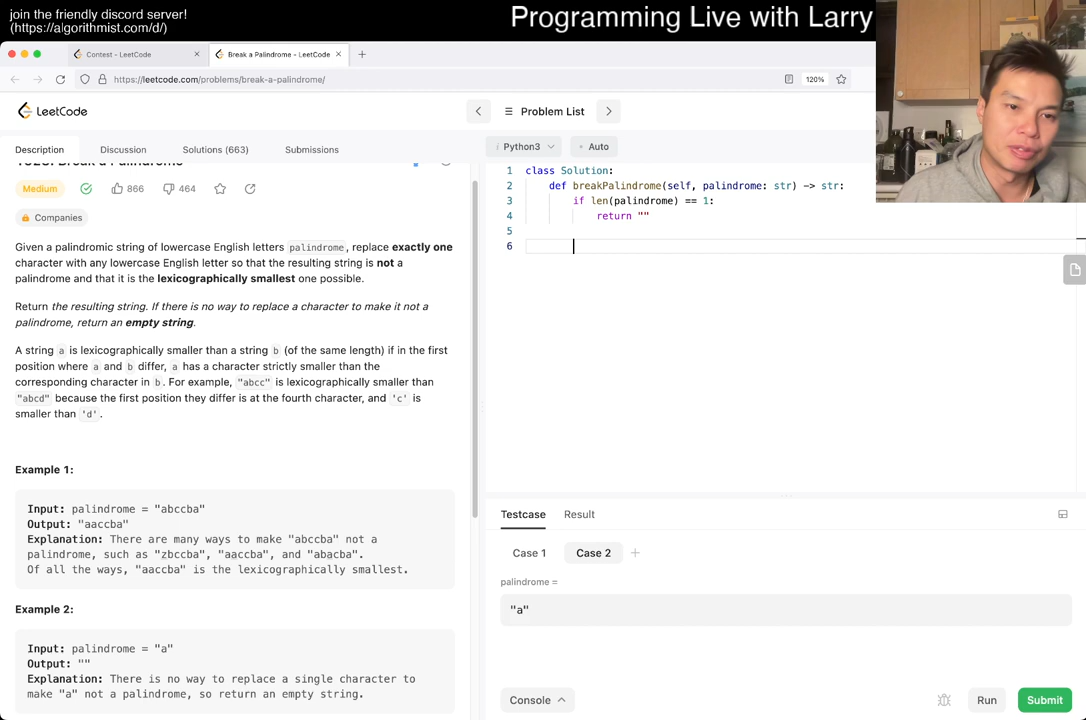 join the friendly discord server!
(https://algorithmist.com/d/)
Programming Live with Larry
Contest - LeetCode
Break a Palindrome - LeetCode
https://leetcode.com/problems/break-a-palindrome/
120%
LeetCode
Problem List
Description
Discussion
Solutions (663)
Submissions
Python3
Auto
Medium
866
464
Companies
Given a palindromic string of lowercase English letters palindrome, replace exactly one
character with any lowercase English letter so that the resulting string is not a
palindrome and that it is the lexicographically smallest one possible.
Return the resulting string. If there is no way to replace a character to make it not a
palindrome, return an empty string.
A string a is lexicographically smaller than a string b (of the same length) if in the first
position where a and b differ, a has a character strictly smaller than the
corresponding character in b. For example, "abcc" is lexicographically smaller than
"abcd" because the first position they differ is at the fourth character, and 'c' is
smaller than 'd'.
Example 1:
Input: palindrome = "abccba"
Output: "aaccba"
Explanation: There are many ways to make "abccba" not a
palindrome, such as "zbccba", "aaccba", and "abacba".
Of all the ways, "aaccba" is the lexicographically smallest.
Example 2:
Input: palindrome = "a"
Output: ""
Explanation: There is no way to replace a single character to
make "a" not a palindrome, so return an empty string.
1 class Solution:
2 def breakPalindrome(self, palindrome: str) -> str:
3 if len(palindrome) == 1:
4 return ""
5
6
Testcase
Result
Case 1
Case 2
palindrome =
"a"
Console
Run
Submit